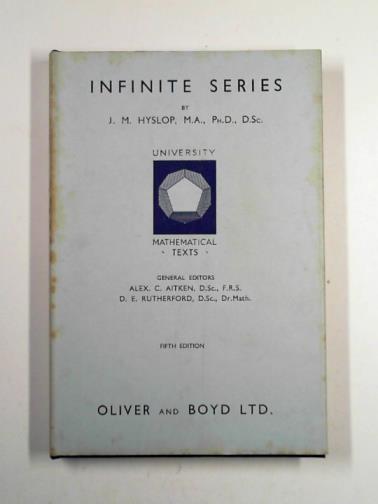 INFINITE SERIES
BY
J. M. HYSLOP, M.A., PH.D., D.Sc.
UNIVERSITY
MATHEMATICAL
· TEXTS ·
GENERAL EDITORS
ALEX. C. AITKEN, D.Sc., F.R.S.
D. E. RUTHERFORD, D.Sc., Dr.Math.
FIFTH EDITION
OLIVER AND BOYD LTD.